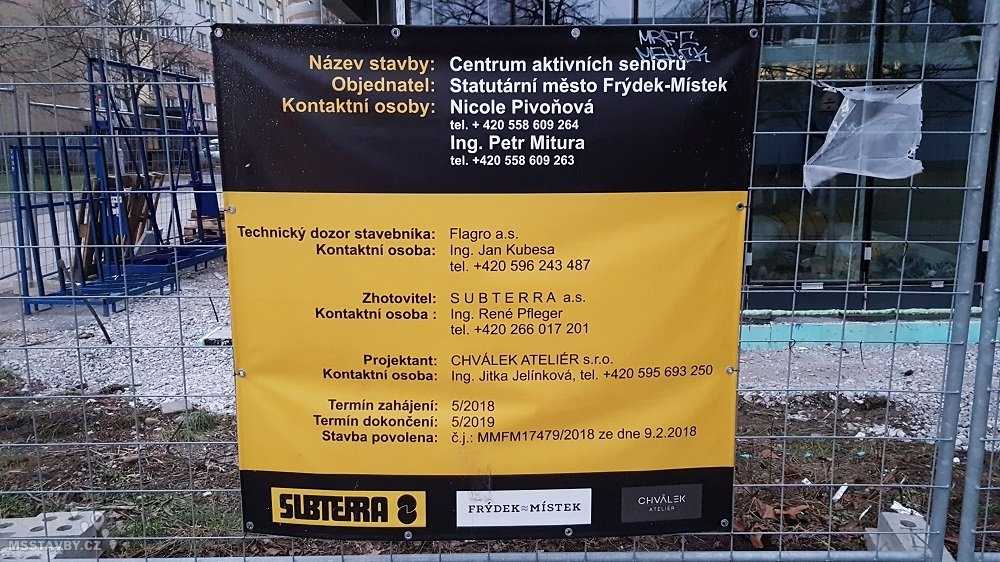 Název stavby: Centrum aktivních seniorů
Objednatel: Statutární město Frýdek-Místek
Kontaktní osoby: Nicole Pivoňová
tel. + 420 558 609 264
Ing. Petr Mitura
tel. +420 558 609 263
Technický dozor stavebníka: Flagro a.s.
Kontaktní osoba: Ing. Jan Kubesa
tel. +420 596 243 487
Zhotovitel: S U B T E R R A a.s.
Kontaktní osoba : Ing. René Pfleger
tel. +420 266 017 201
Projektant: CHVÁLEK ATELIÉR s.r.o.
Kontaktní osoba: Ing. Jitka Jelínková, tel. +420 595 693 250
Termín zahájení: 5/2018
Termín dokončení: 5/2019
Stavba povolena: č.j.: MMFM17479/2018 ze dne 9.2.2018
SUBTERRA
FRÝDEK≈MÍSTEK
CHVÁLEK
ATELIÉR
MSSTAVBY.CZ